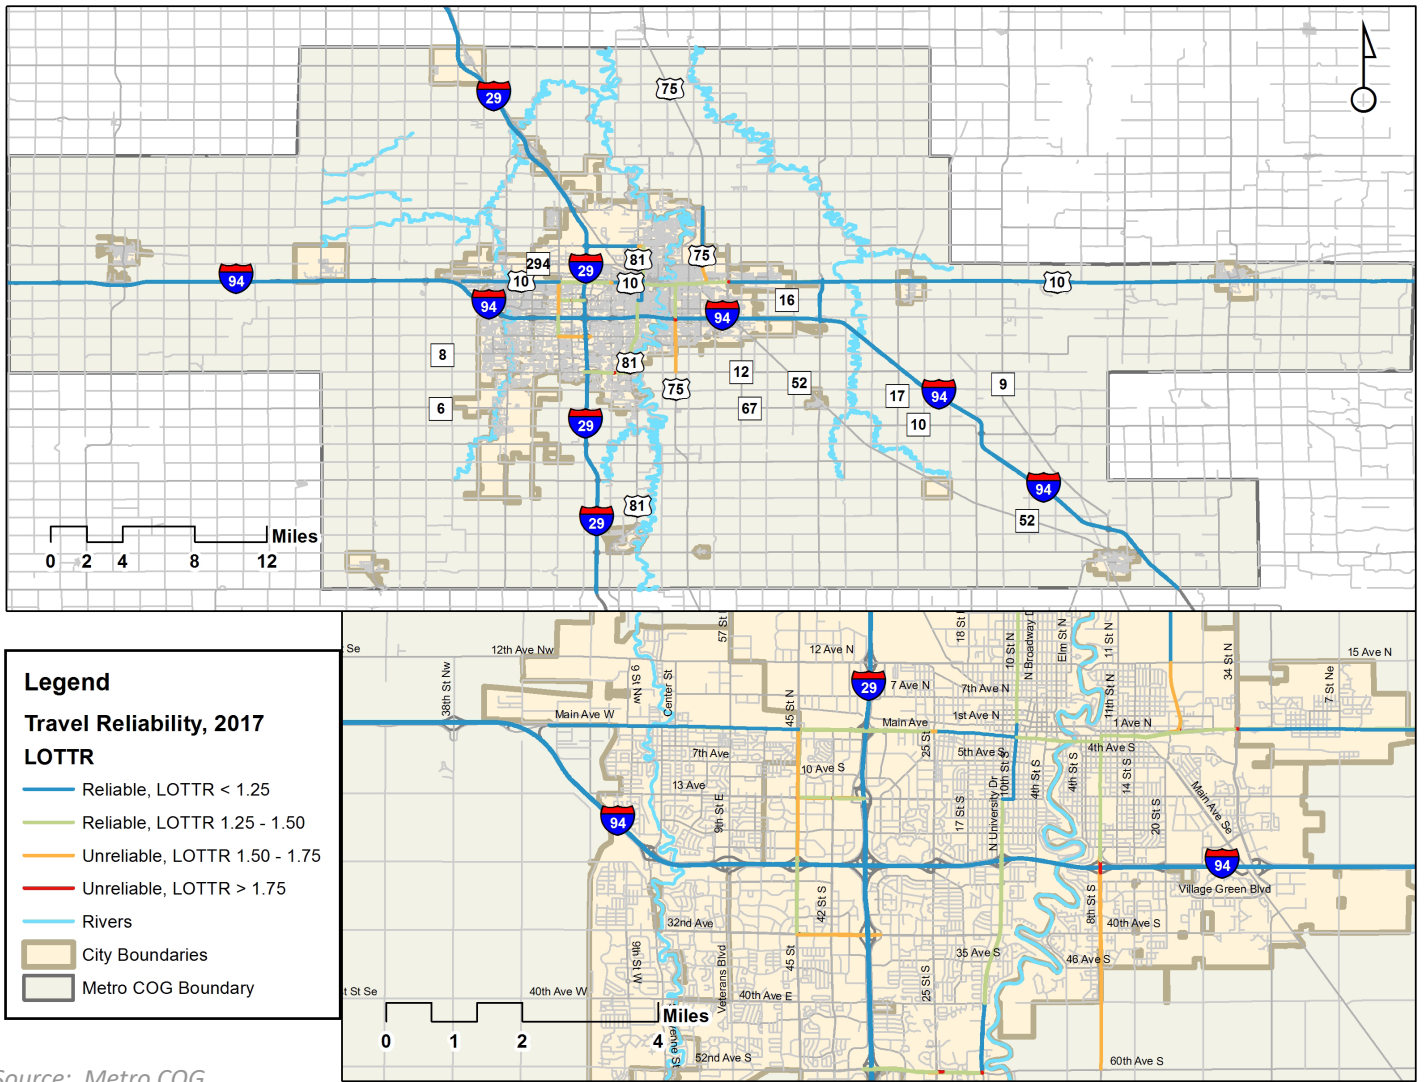 29
75
294
81
75
10
29
10
10
94
94
16
94
8
81
12
52
9
75
17
94
6
67
10
29
94
81
52
29
Miles
0 2 4 8 12
Legend
Travel Reliability, 2017
LOTTR
Reliable, LOTTR < 1.25
Reliable, LOTTR 1.25 - 1.50
Unreliable, LOTTR 1.50 - 1.75
Unreliable, LOTTR > 1.75
Rivers
City Boundaries
Metro COG Boundary
Source: Metro COG
Se
12th Ave Nw
57 St
12 Ave N
18 St
10 St N
N Broadway D
Elm St N
11 St N
34 St N
15 Ave N
38th St Nw
9 St Nw
Center St
29
7 Ave N
7th Ave N
11th St N
7 St Ne
Main Ave W
45 St N
Main Ave
1st Ave N
1 Ave N
25 St
7th Ave
5th Ave S
4th Ave S
10 Ave S
10th St S
4th St S
4th St S
14 St S
13 Ave
9th St E
17 St S
N University Dr
20 St S
Main Ave Se
94
94
Village Green Blvd
42 St S
8th St S
32nd Ave
40th Ave S
9th St W
Veterans Blvd
45 St
35 Ave S
46 Ave S
25 St S
t St Se
40th Ave W
40th Ave E
Miles
0 1 2 4
enne St
52nd Ave S
60th Ave S